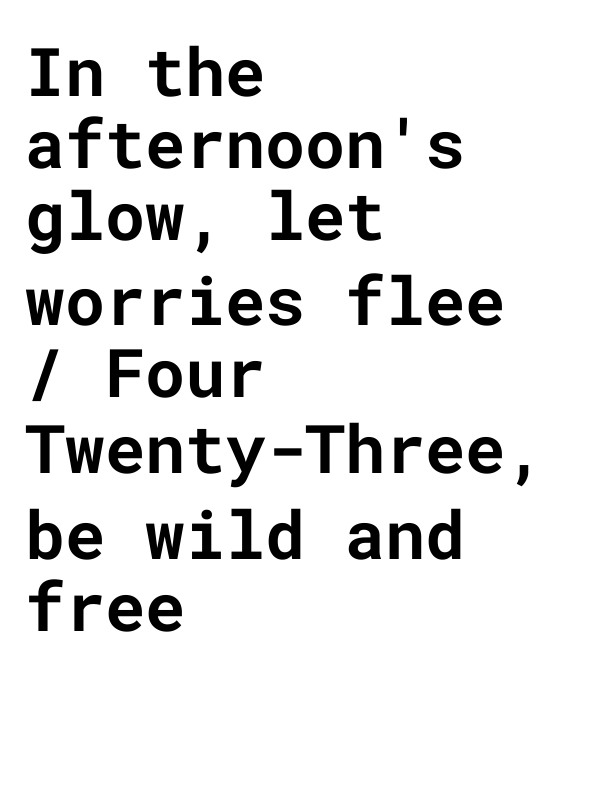 In the
afternoon's
glow, let
worries flee
/ Four
Twenty-Three,
be wild and
free